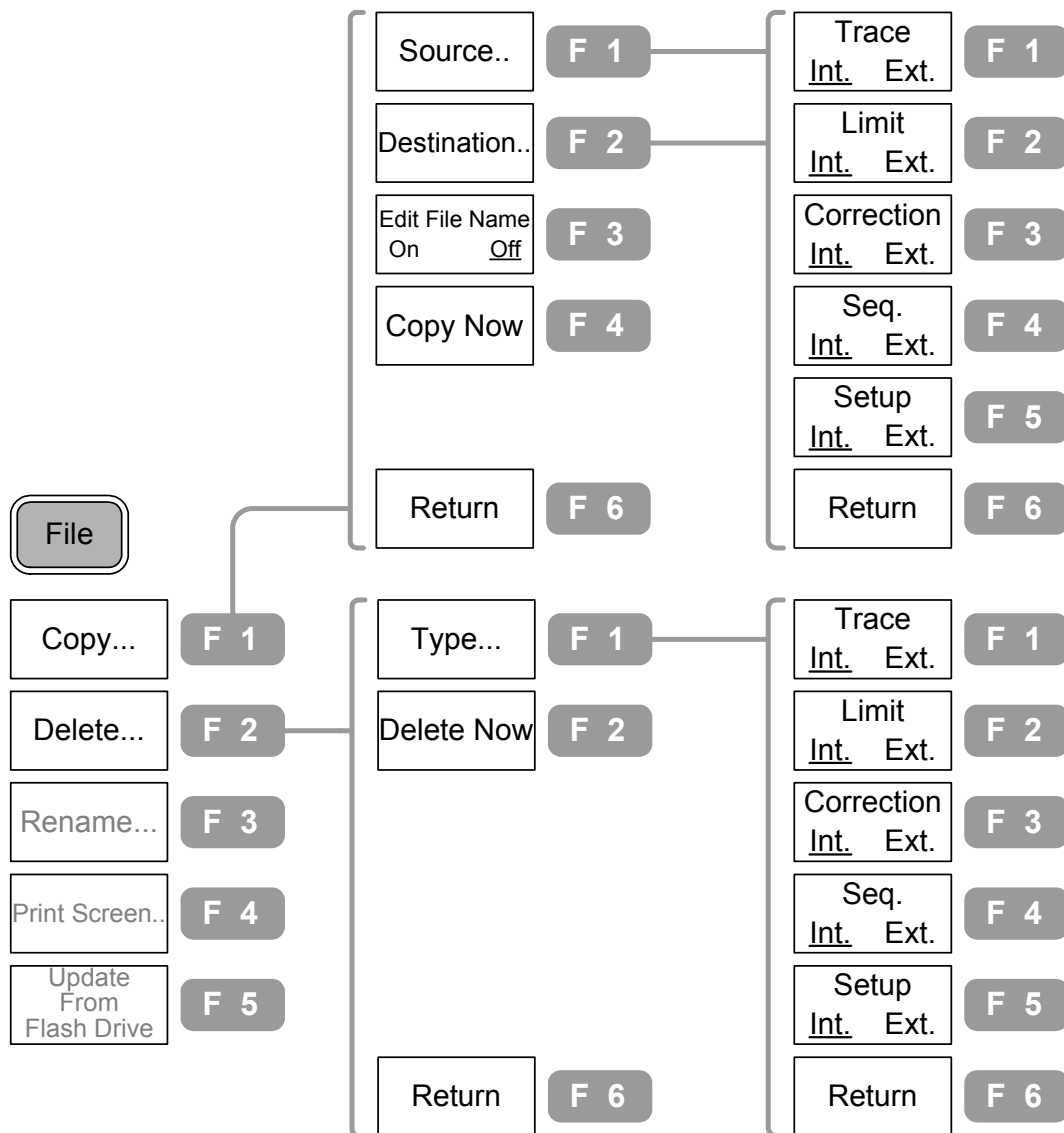 File
Copy...
F 1
Delete...
F 2
Rename...
F 3
Print Screen..
F 4
Update
From
Flash Drive
F 5
Source..
F 1
Destination..
F 2
Edit File Name
On Off
F 3
Copy Now
F 4
Return
F 6
Trace
Int. Ext.
F 1
Limit
Int. Ext.
F 2
Correction
Int. Ext.
F 3
Seq.
Int. Ext.
F 4
Setup
Int. Ext.
F 5
Return
F 6
Type...
F 1
Delete Now
F 2
Return
F 6
Trace
Int. Ext.
F 1
Limit
Int. Ext.
F 2
Correction
Int. Ext.
F 3
Seq.
Int. Ext.
F 4
Setup
Int. Ext.
F 5
Return
F 6